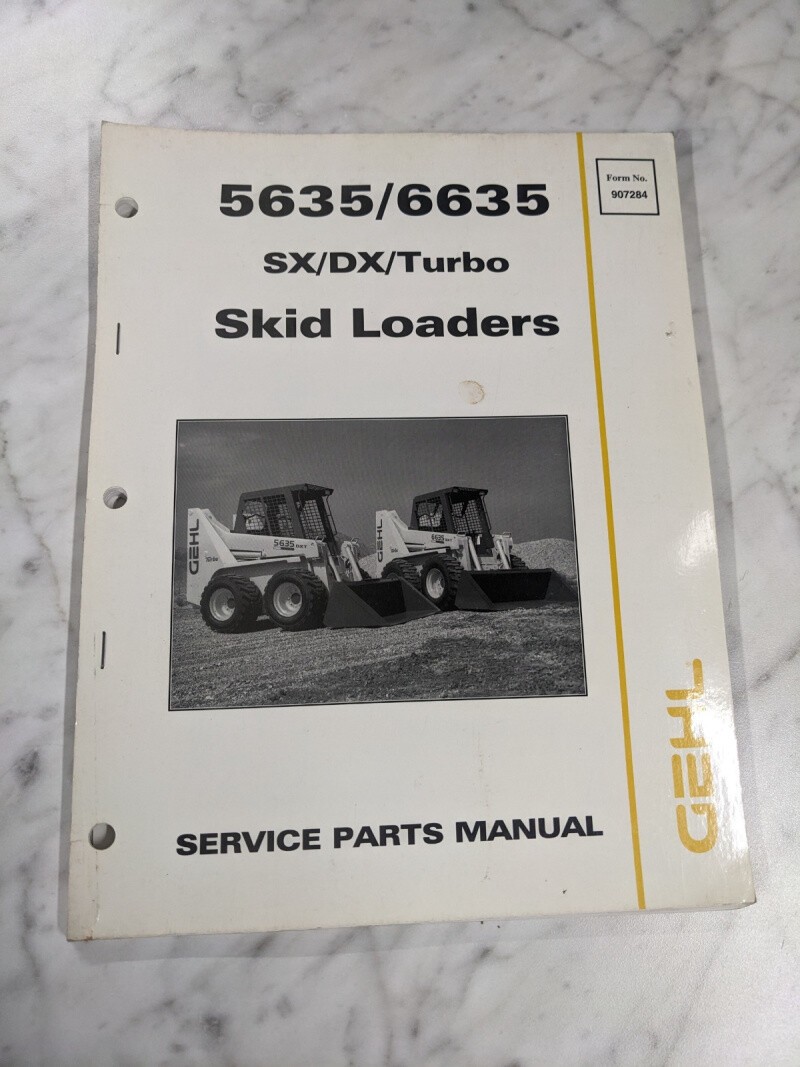 5635/6635
SX/DX/Turbo
Skid Loaders
Form No.
907284
GEHL
5635
GEHL
6635
SERVICE PARTS MANUAL
GEHL